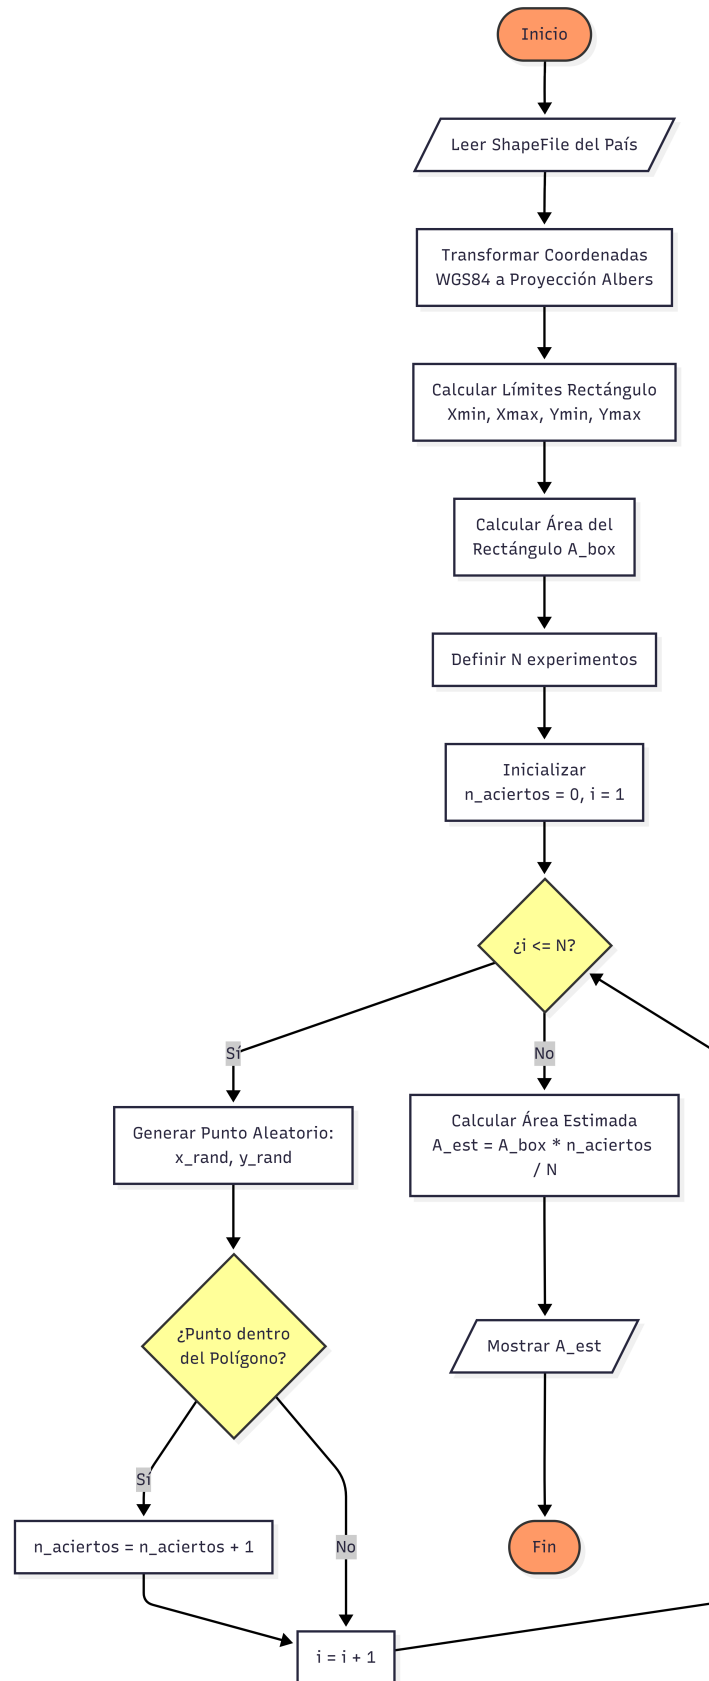 Inicio
Leer ShapeFile del País
Transformar Coordenadas
WGS84 a Proyección Albers
Calcular Límites Rectángulo
Xmin, Xmax, Ymin, Ymax
Calcular Área del
Rectángulo A_box
Definir N experimentos
Inicializar
n_aciertos = 0, i = 1
¿i <= N?
Sí
No
Generar Punto Aleatorio:
x_rand, y_rand
Calcular Área Estimada
A_est = A_box * n_aciertos
/ N
¿Punto dentro
del Polígono?
Mostrar A_est
Sí
No
n_aciertos = n_aciertos + 1
Fin
i = i + 1